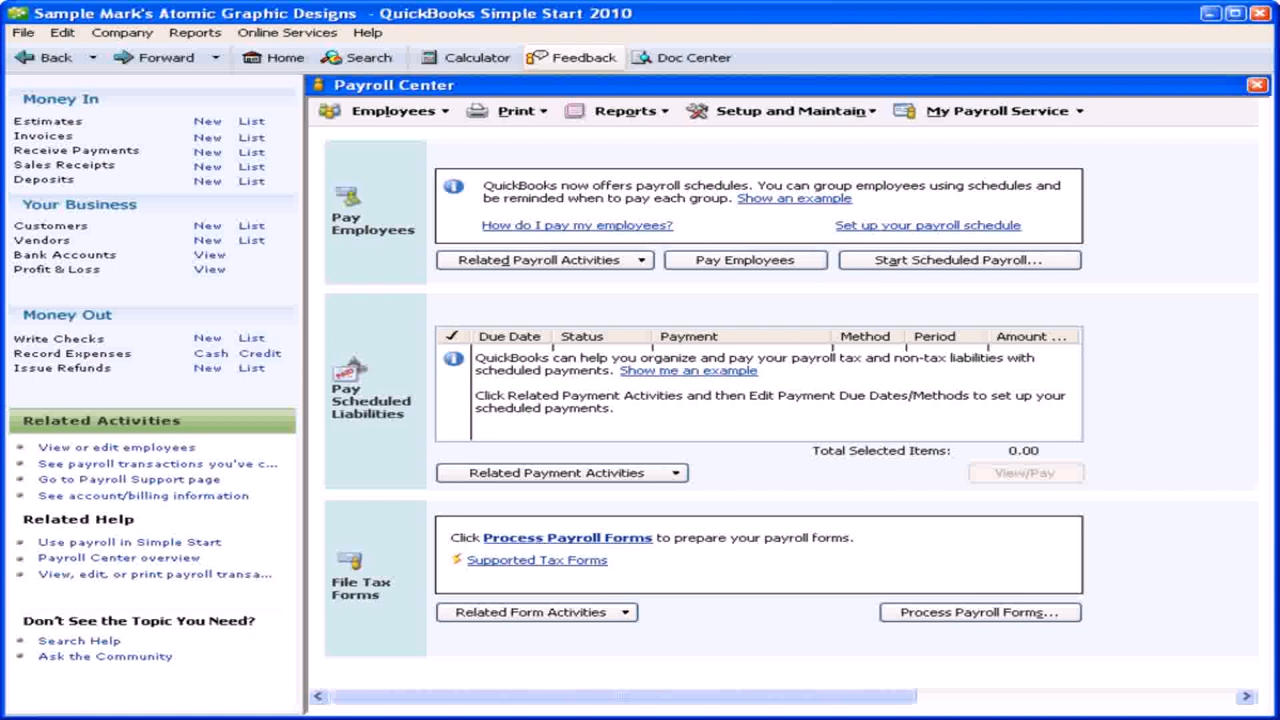 Sample Mark's Atomic Graphic Designs - QuickBooks Simple Start 2010
File Edit Company Reports Online Services Help
Back Forward Home Search Calculator Feedback Doc Center
Money In
Estimates New List
Invoices New List
Receive Payments New List
Sales Receipts New List
Deposits New List
Your Business
Customers New List
Vendors New List
Bank Accounts View
Profit & Loss View
Money Out
Write Checks New List
Record Expenses Cash Credit
Issue Refunds New List
Related Activities
View or edit employees
See payroll transactions you've c...
Go to Payroll Support page
See account/billing information
Related Help
Use payroll in Simple Start
Payroll Center overview
View, edit, or print payroll transa...
Don't See the Topic You Need?
Search Help
Ask the Community
Payroll Center
Employees Print Reports Setup and Maintain My Payroll Service
Pay
Employees
QuickBooks now offers payroll schedules. You can group employees using schedules and
be reminded when to pay each group. Show an example
How do I pay my employees? Set up your payroll schedule
Related Payroll Activities Pay Employees Start Scheduled Payroll...
Pay
Scheduled
Liabilities
✓ Due Date Status Payment Method Period Amount ...
QuickBooks can help you organize and pay your payroll tax and non-tax liabilities with
scheduled payments. Show me an example
Click Related Payment Activities and then Edit Payment Due Dates/Methods to set up your
scheduled payments.
Total Selected Items: 0.00
Related Payment Activities View/Pay
File Tax
Forms
Click Process Payroll Forms to prepare your payroll forms.
Supported Tax Forms
Related Form Activities Process Payroll Forms...